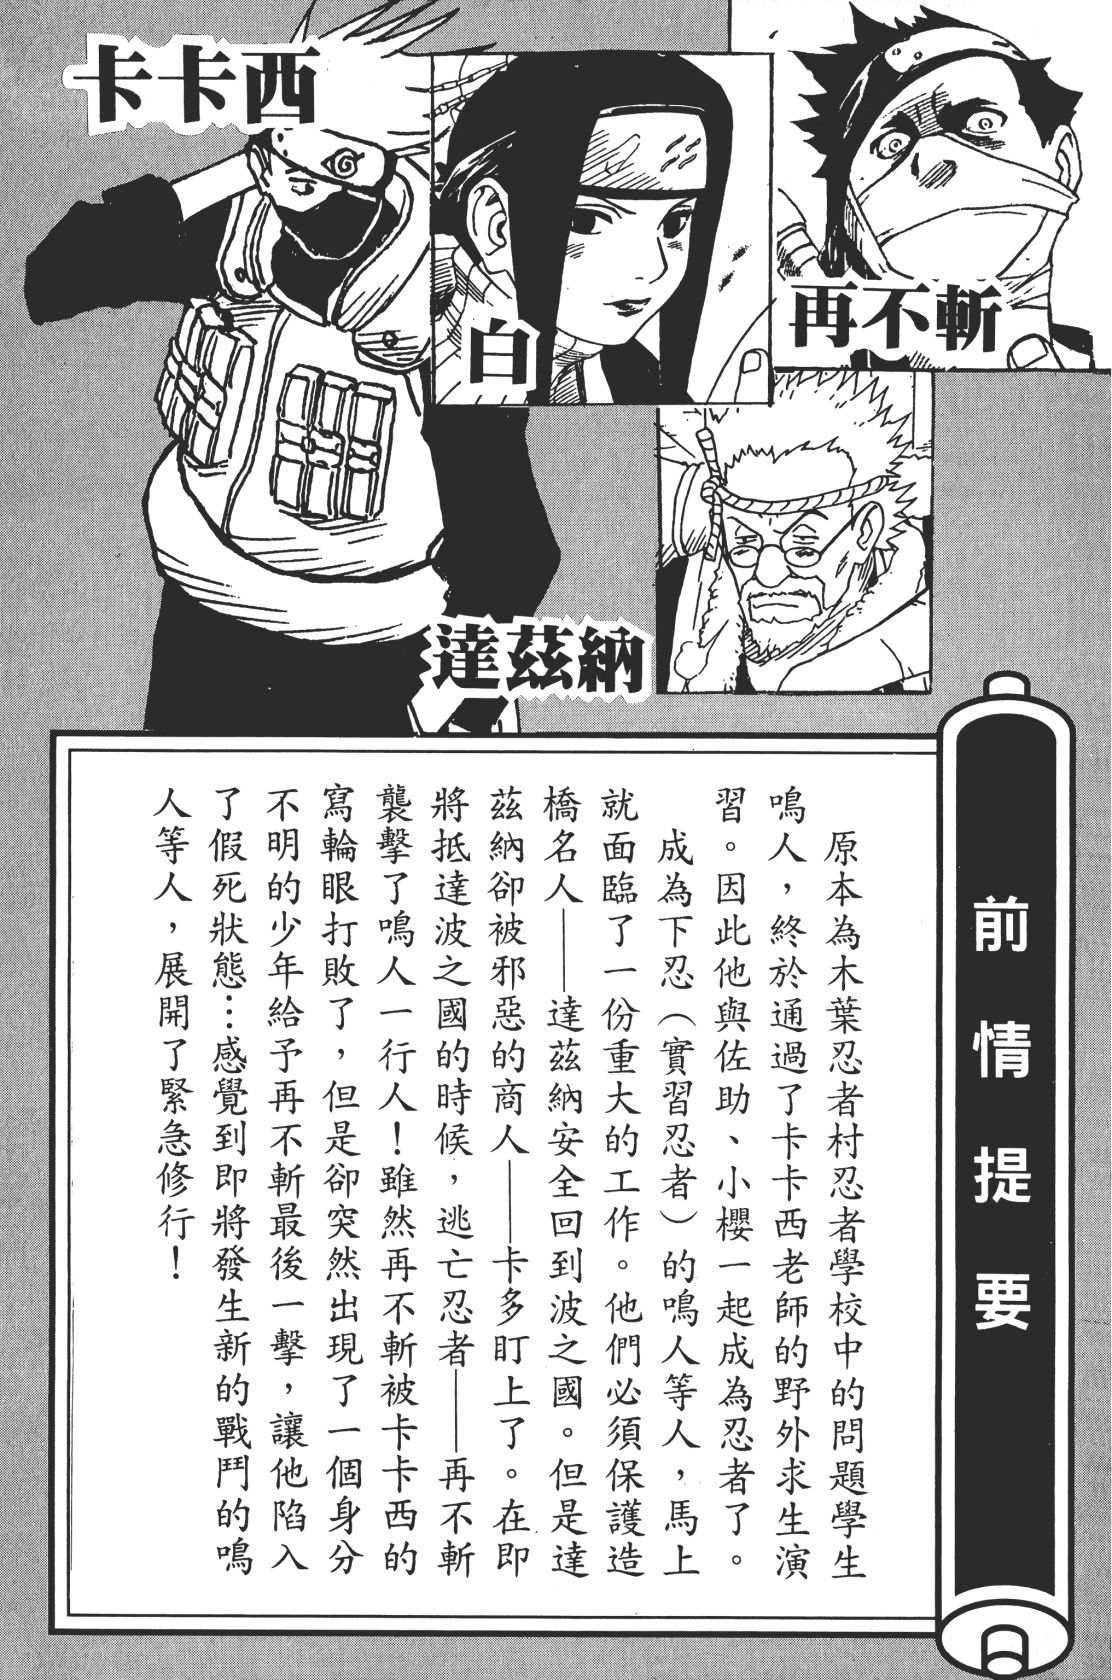 卡卡西
白
再不斬
達茲納
前情提要
原本為木葉忍者村忍者學校中的問題學生
鳴人，終於通過了卡卡西老師的野外求生演
習。因此他與佐助、小櫻一起成為忍者了。
成為下忍（實習忍者）的鳴人等人，馬上
就面臨了一份重大的工作。他們必須保護造
橋名人——達茲納安全回到波之國。但是達
茲納卻被邪惡的商人——卡多盯上了。在即
將抵達波之國的時候，逃亡忍者——再不斬
襲擊了鳴人一行人！雖然再不斬被卡卡西的
寫輪眼打敗了，但是卻突然出現了一個身分
不明的少年給予再不斬最後一擊，讓他陷入
了假死狀態…感覺到即將發生新的戰鬥的鳴
人等人，展開了緊急修行！